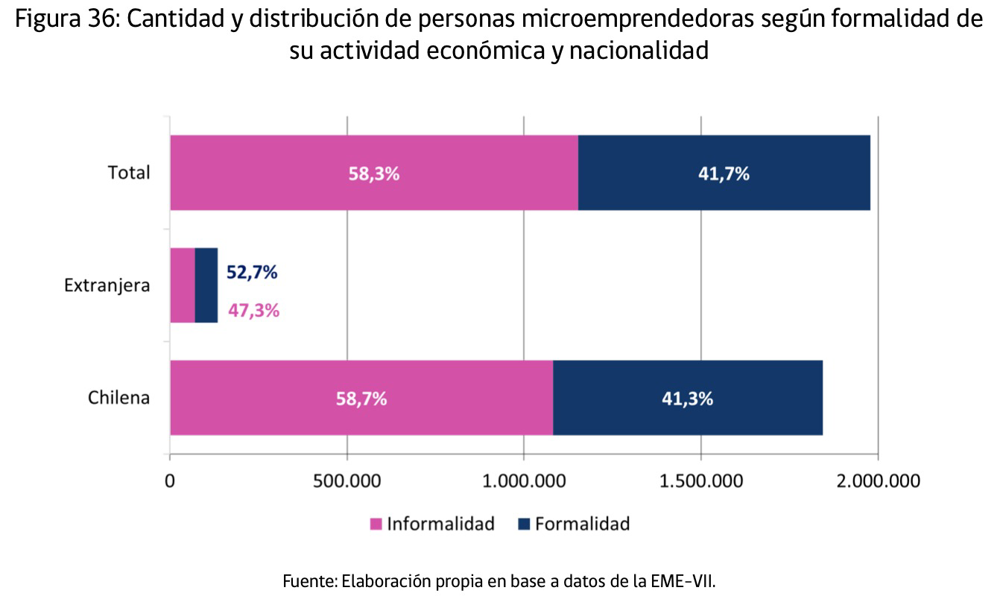 Figura 36: Cantidad y distribución de personas microemprendedoras según formalidad de
su actividad económica y nacionalidad
Total
58,3%
41,7%
Extranjera
52,7%
47,3%
Chilena
58,7%
41,3%
0
500.000
1.000.000
1.500.000
2.000.000
Informalidad
Formalidad
Fuente: Elaboración propia en base a datos de la EME-VII.